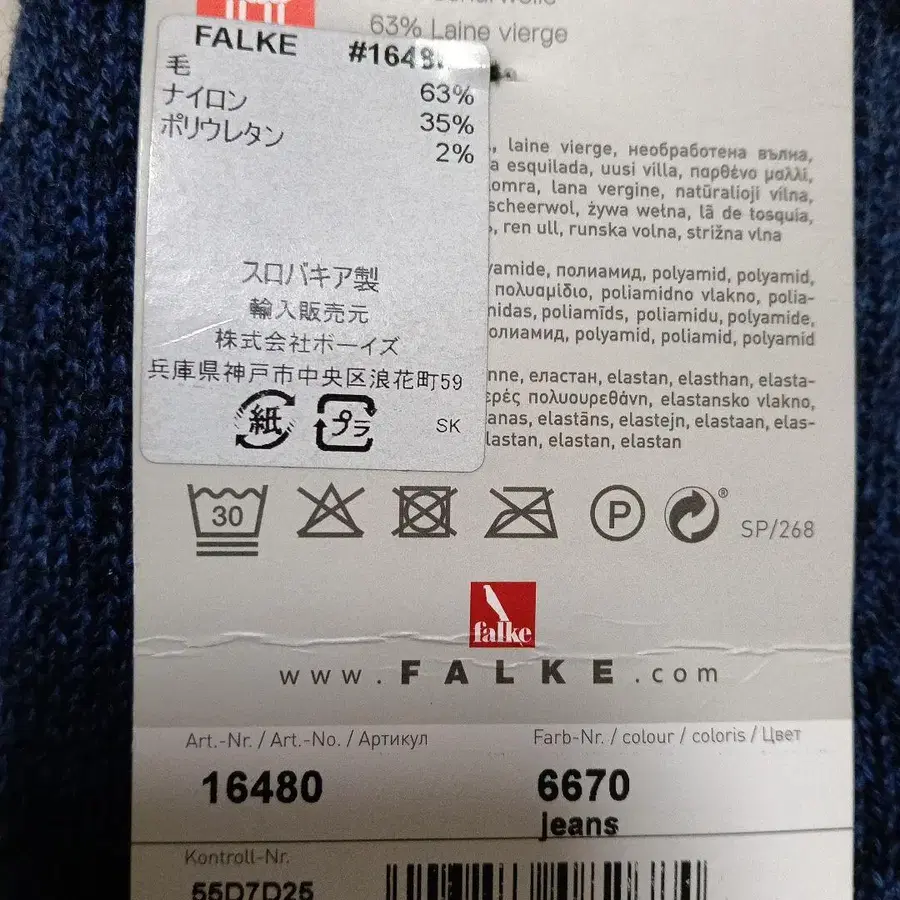 63% Laine vierge
FALKE #1648
毛 63%
ナイロン 35%
ポリウレタン 2%
スロバキア製
輸入販売元
株式会社ボーイズ
兵庫県神戸市中央区浪花町59
紙 プラ SK
, laine vierge, необработена вълна,
a esquilada, uusi villa, παρθένο μαλλί,
lana vergine, natūralioji vilna,
scheerwol, żywa wełna, lã de tosquia,
, ren ull, runska volna, strižna vlna
yamide, полиамид, polyamid, polyamid,
πολυαμίδιο, poliamidno vlakno, polia-
midas, poliamīds, poliamidu, polyamide,
олиамид, polyamid, poliamid, polyamid
nne, еластан, elastan, elasthan, elasta-
ερές πολυουρεθάνη, elastansko vlakno,
anas, elastāns, elastejn, elastaan, elas-
lastan, elastan, elastan
30 P ® SP/268
falke
www.FALKE.com
Art.-Nr. / Art.-No. / Артикул Farb-Nr. / colour / coloris / Цвет
16480 6670
jeans
Kontroll-Nr.
55D7D25